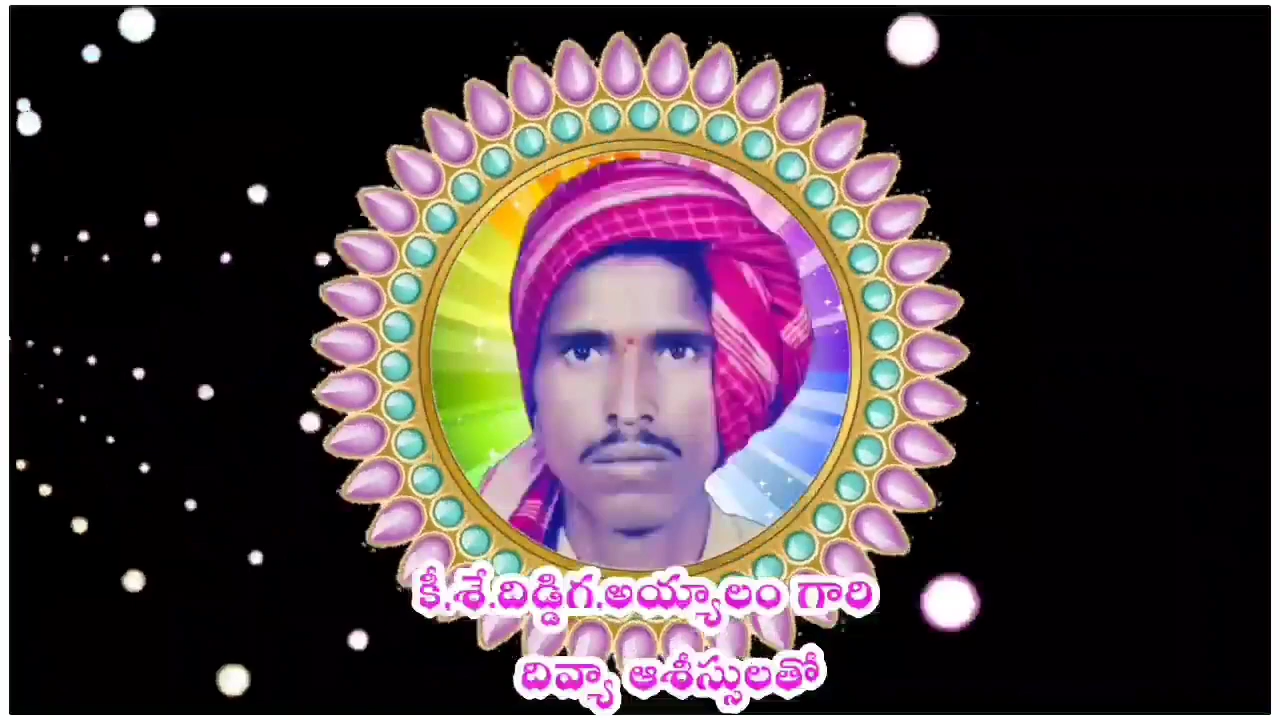 కీ.శే.దిడ్డిగ.అయ్యాలం గారి
దివ్యా ఆశీస్సులతో